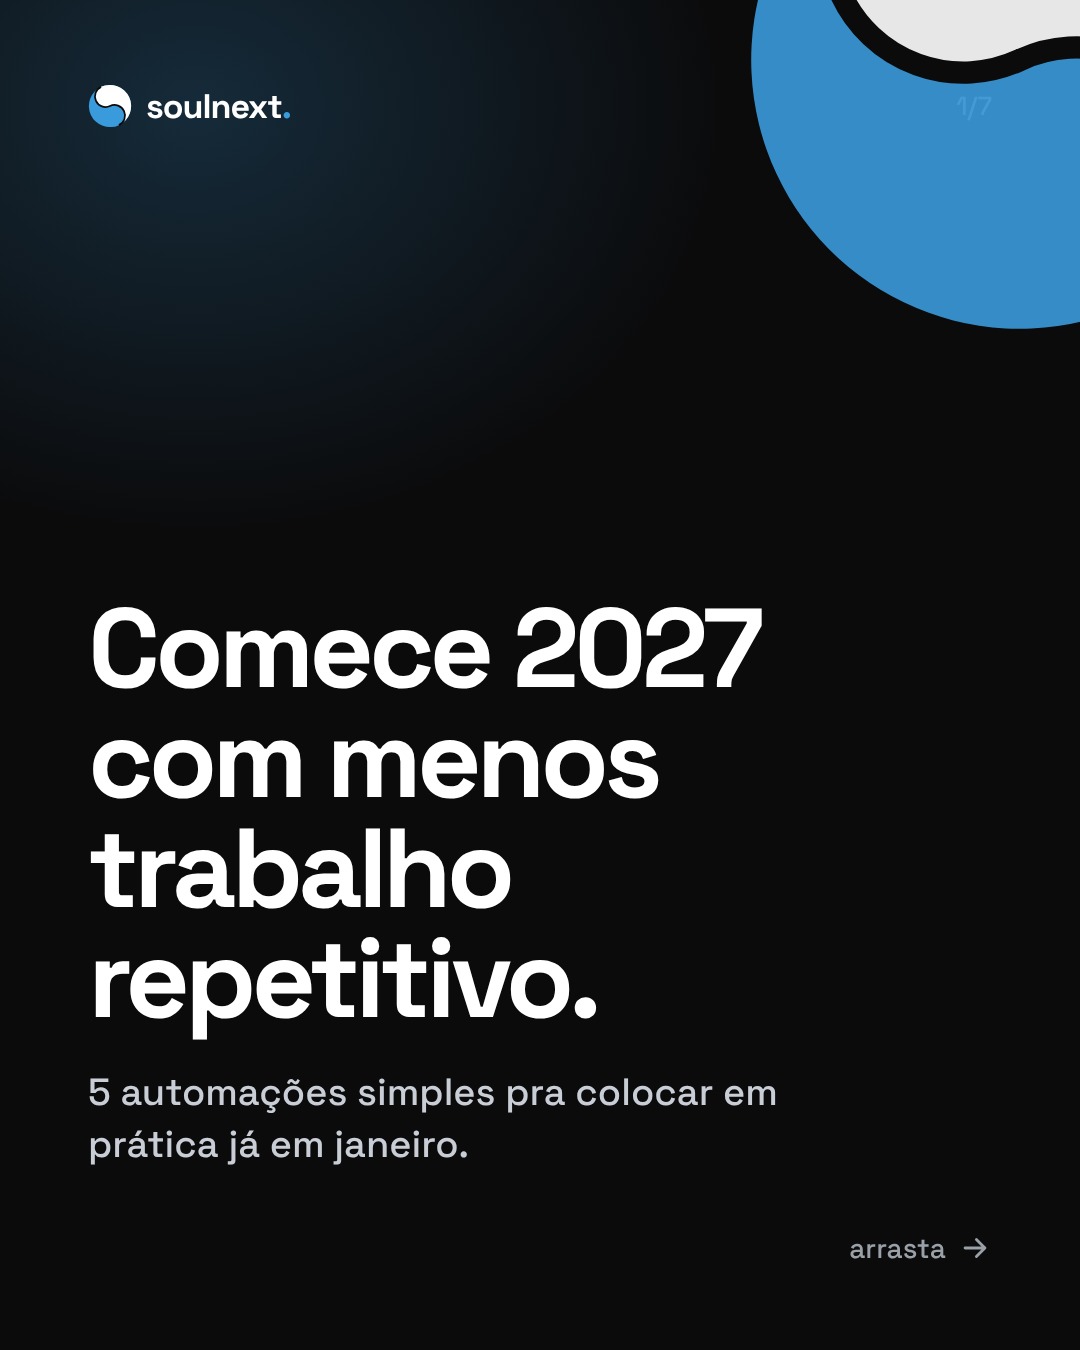 soulnext.
1/7
Comece 2027
com menos
trabalho
repetitivo.
5 automações simples pra colocar em
prática já em janeiro.
arrasta →